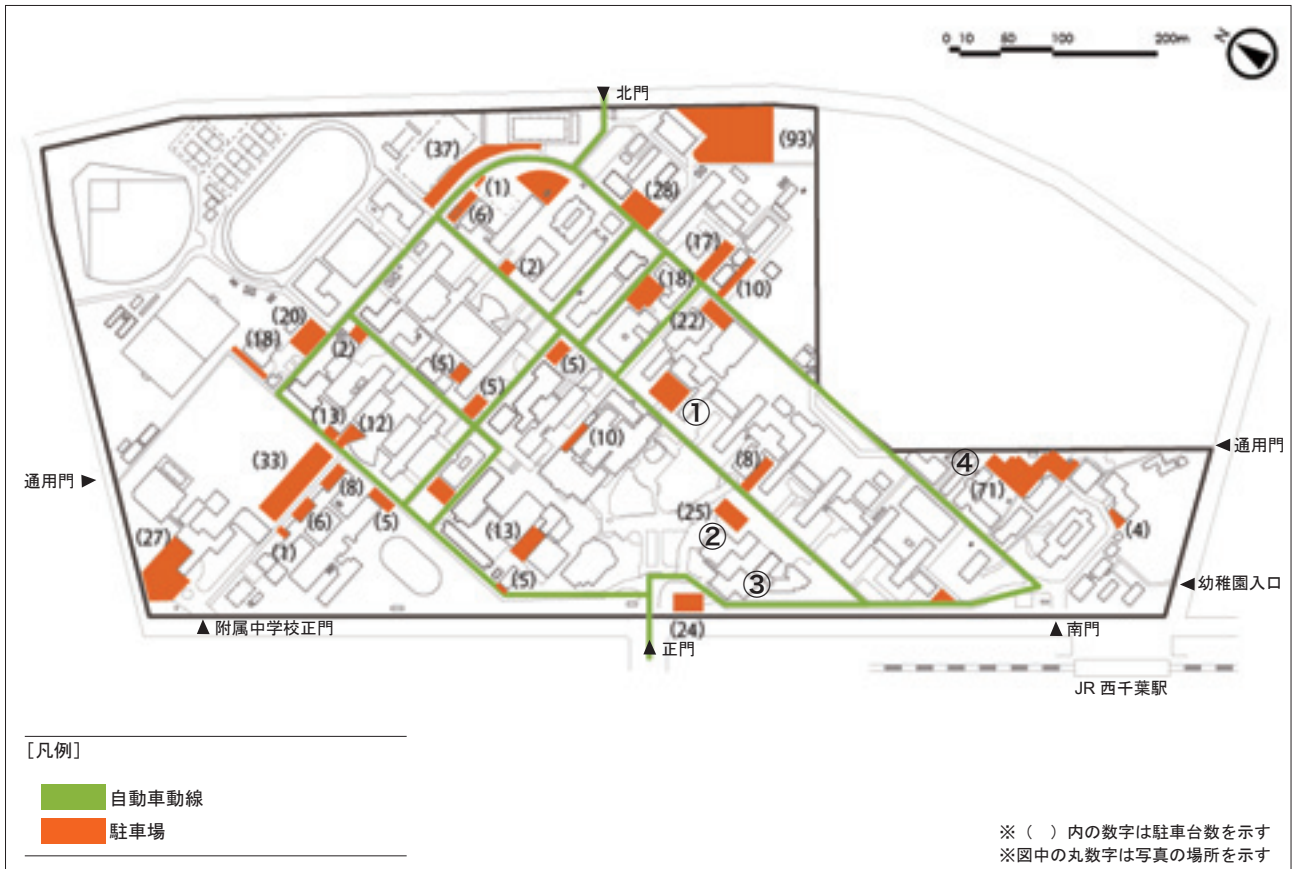 0 10 50 100 200m
N
▼北門
(37)
(93)
(1)
(28)
(6)
(17)
(2)
(18)
(10)
(20)
(22)
(18)
(2)
(5)
(5)
(5)
①
(13)
(12)
(10)
(33)
(8)
④
◀通用門
通用門▶
(8)
(71)
(6)
(5)
(25)
(4)
(27)
(1)
(13)
②
(5)
③
◀幼稚園入口
▲附属中学校正門
(24)
▲南門
▲正門
JR 西千葉駅
[凡例]
自動車動線
駐車場
※（ ）内の数字は駐車台数を示す
※図中の丸数字は写真の場所を示す